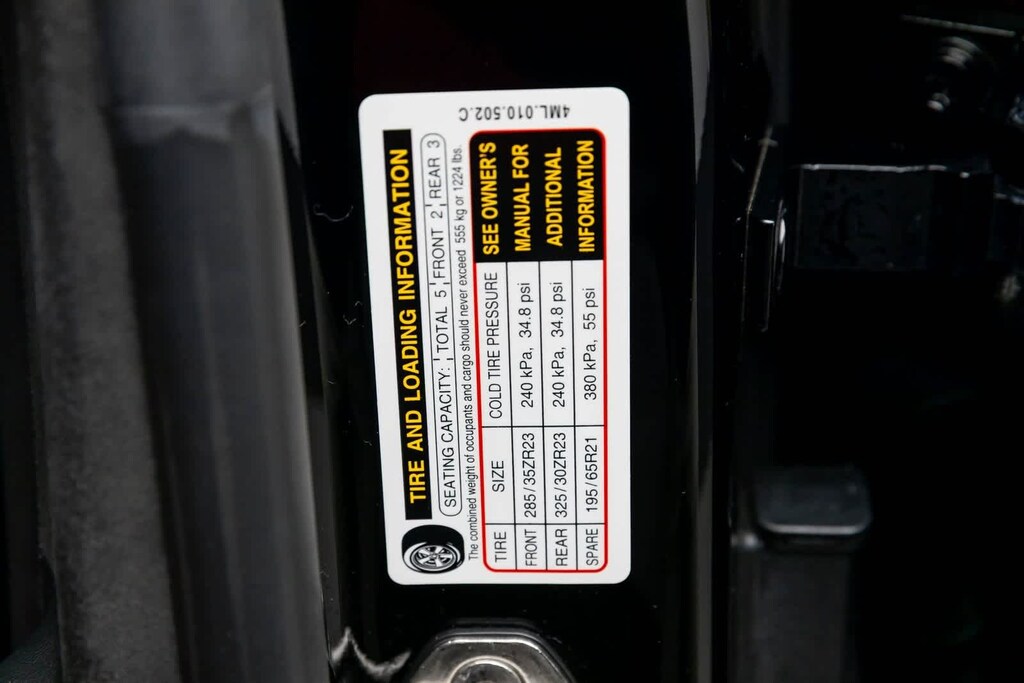 TIRE AND LOADING INFORMATION
SEATING CAPACITY: TOTAL 5 FRONT 2 REAR 3
The combined weight of occupants and cargo should never exceed 555 kg or 1224 lbs.
TIRE SIZE COLD TIRE PRESSURE SEE OWNER'S
FRONT 285/35ZR23 240 kPa, 34.8 psi MANUAL FOR
REAR 325/30ZR23 240 kPa, 34.8 psi ADDITIONAL
SPARE 195/65R21 380 kPa, 55 psi INFORMATION
4ML.010.502.C